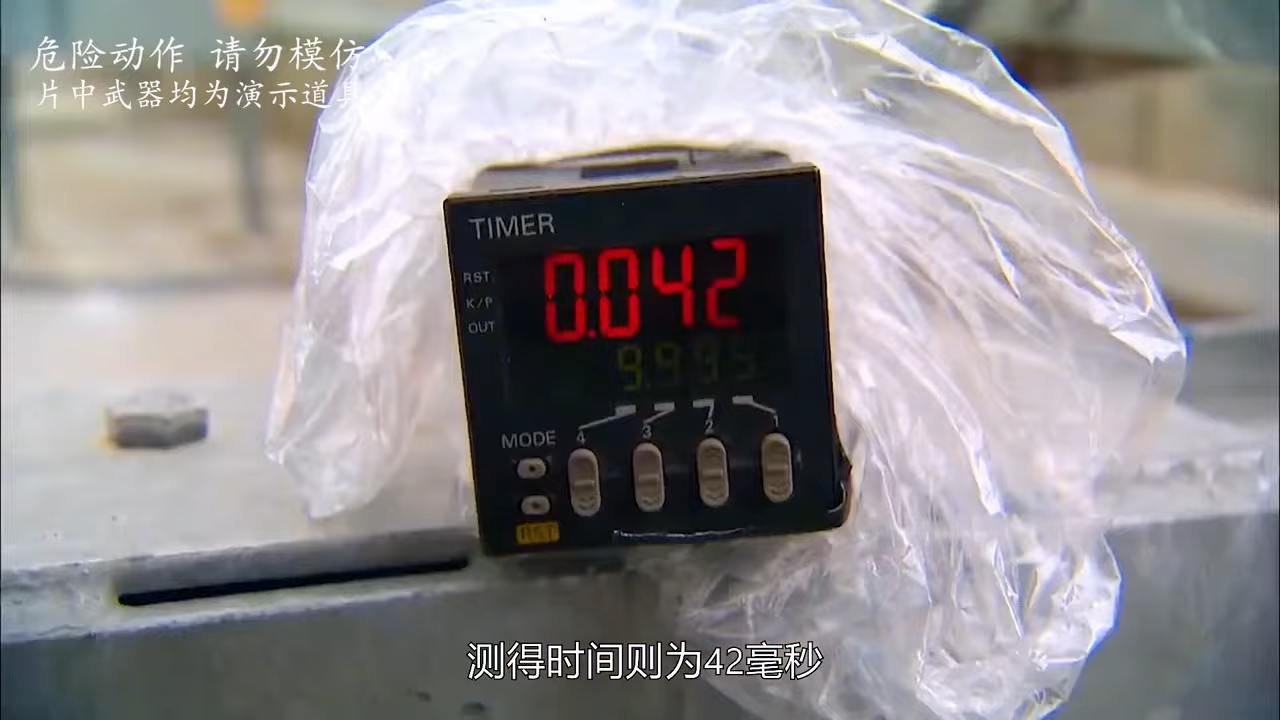 危险动作 请勿模仿
片中武器均为演示道具
TIMER
RST.
0.042
K/P
OUT
MODE
4 3 2 1
RST
测得时间则为42毫秒